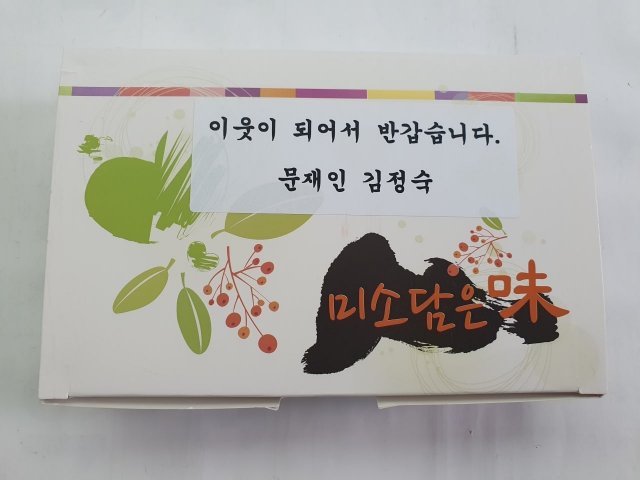 이웃이 되어서 반갑습니다.
문재인 김정숙
미소담은味